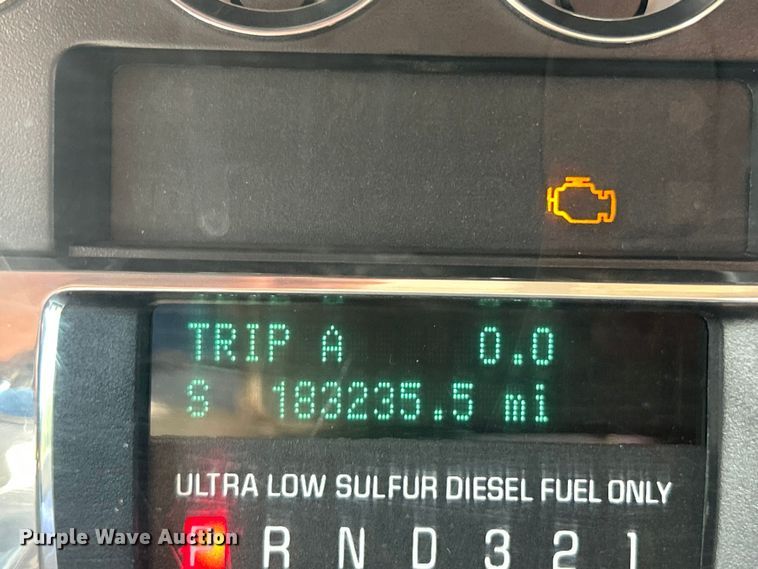 TRIP A 0.0
S 183235.5 mi
ULTRA LOW SULFUR DIESEL FUEL ONLY
P R N D 3 2 1
Purple Wave Auction